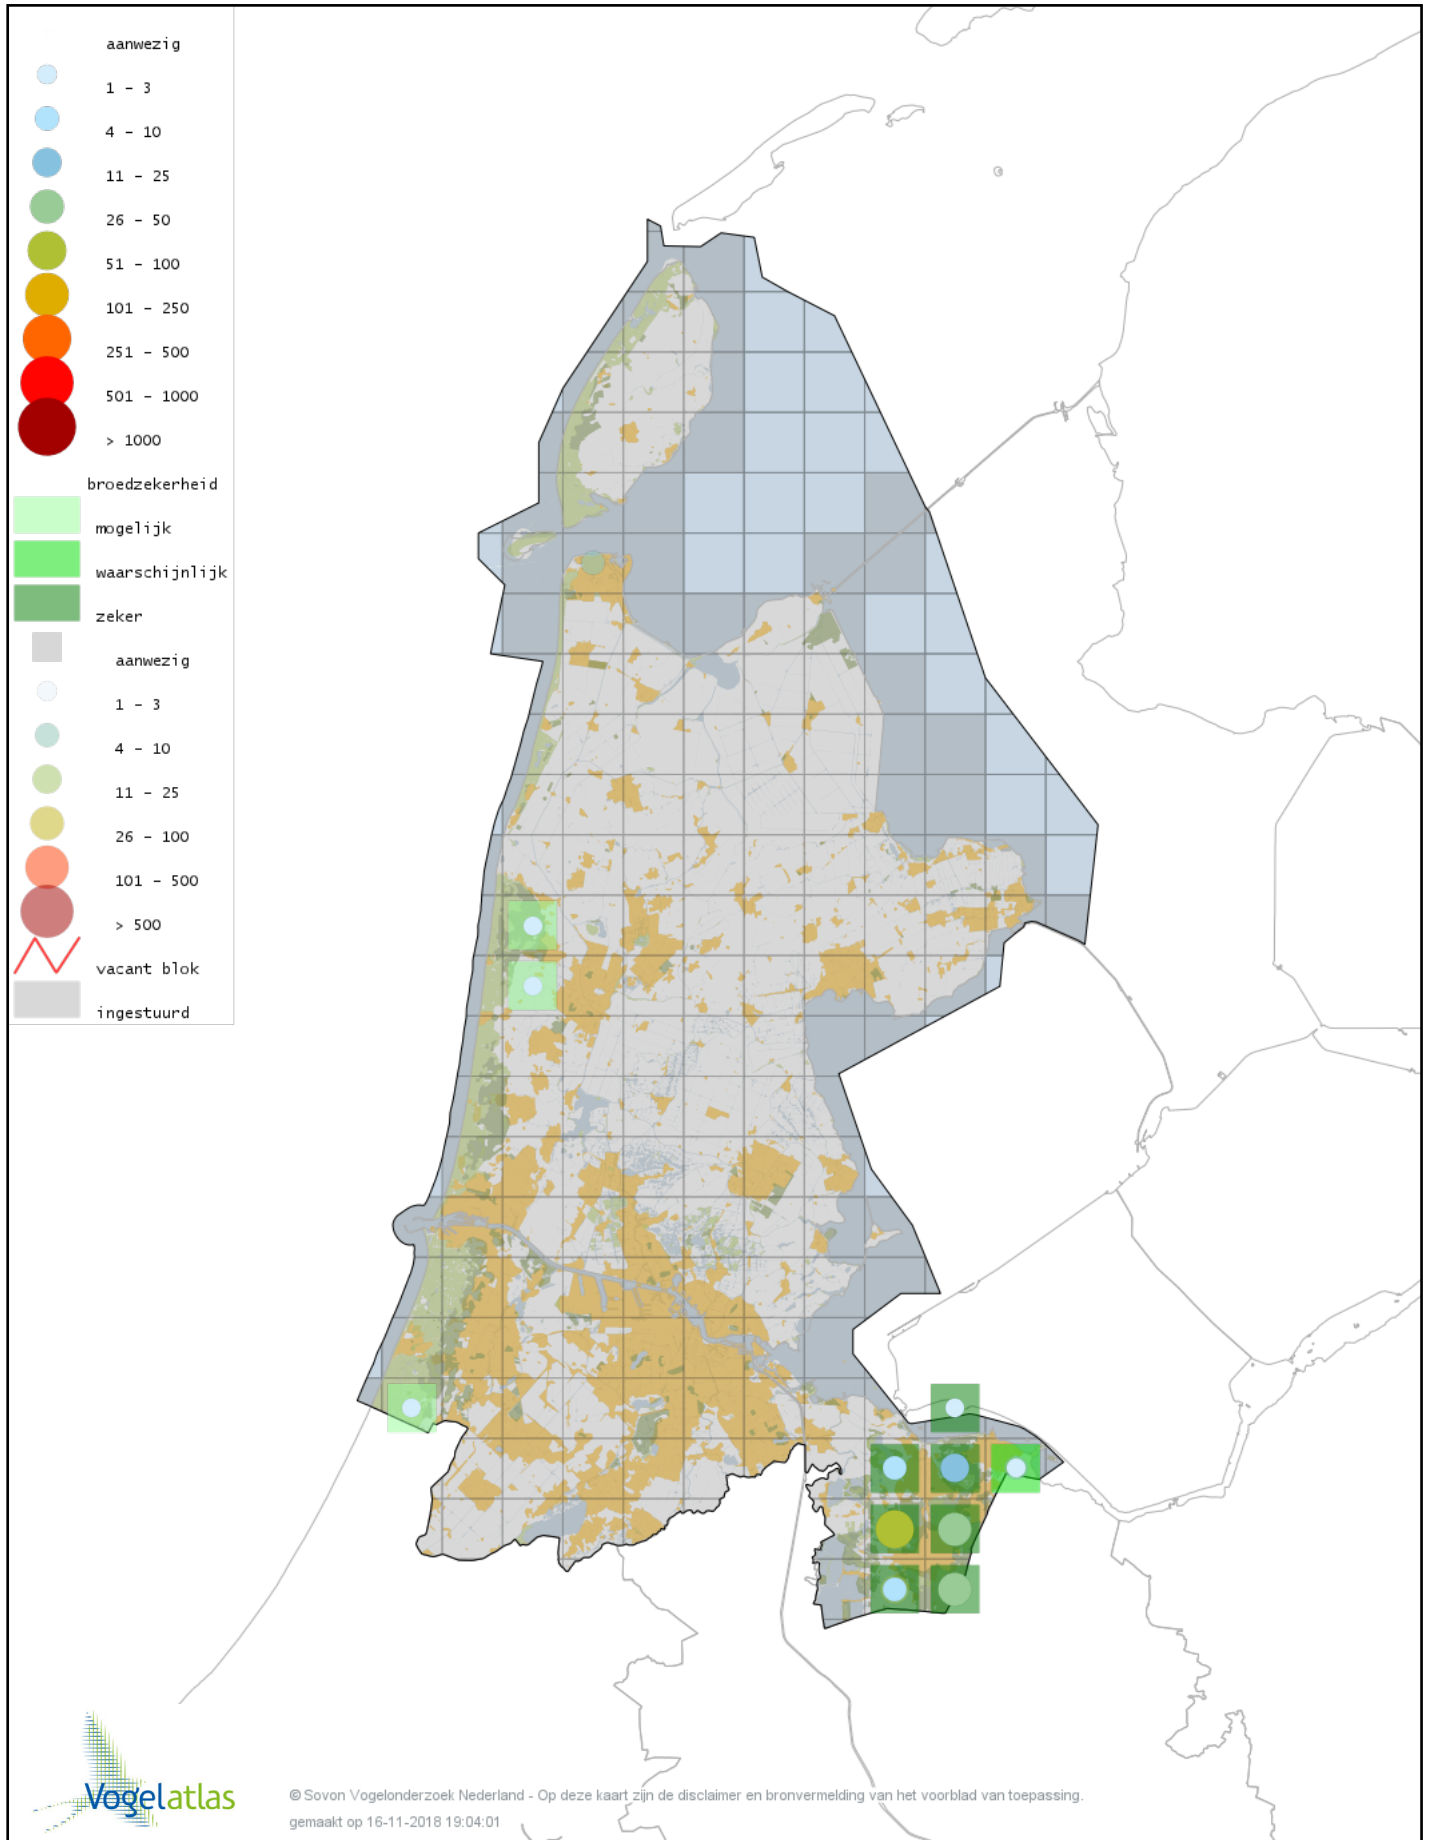 aanwezig
1 - 3
4 - 10
11 - 25
26 - 50
51 - 100
101 - 250
251 - 500
501 - 1000
> 1000
broedzekerheid
mogelijk
waarschijnlijk
zeker
aanwezig
1 - 3
4 - 10
11 - 25
26 - 100
101 - 500
> 500
vacant blok
ingestuurd
Vogelatlas
© Sovon Vogelonderzoek Nederland - Op deze kaart zijn de disclaimer en bronvermelding van het voorblad van toepassing.
gemaakt op 16-11-2018 19:04:01